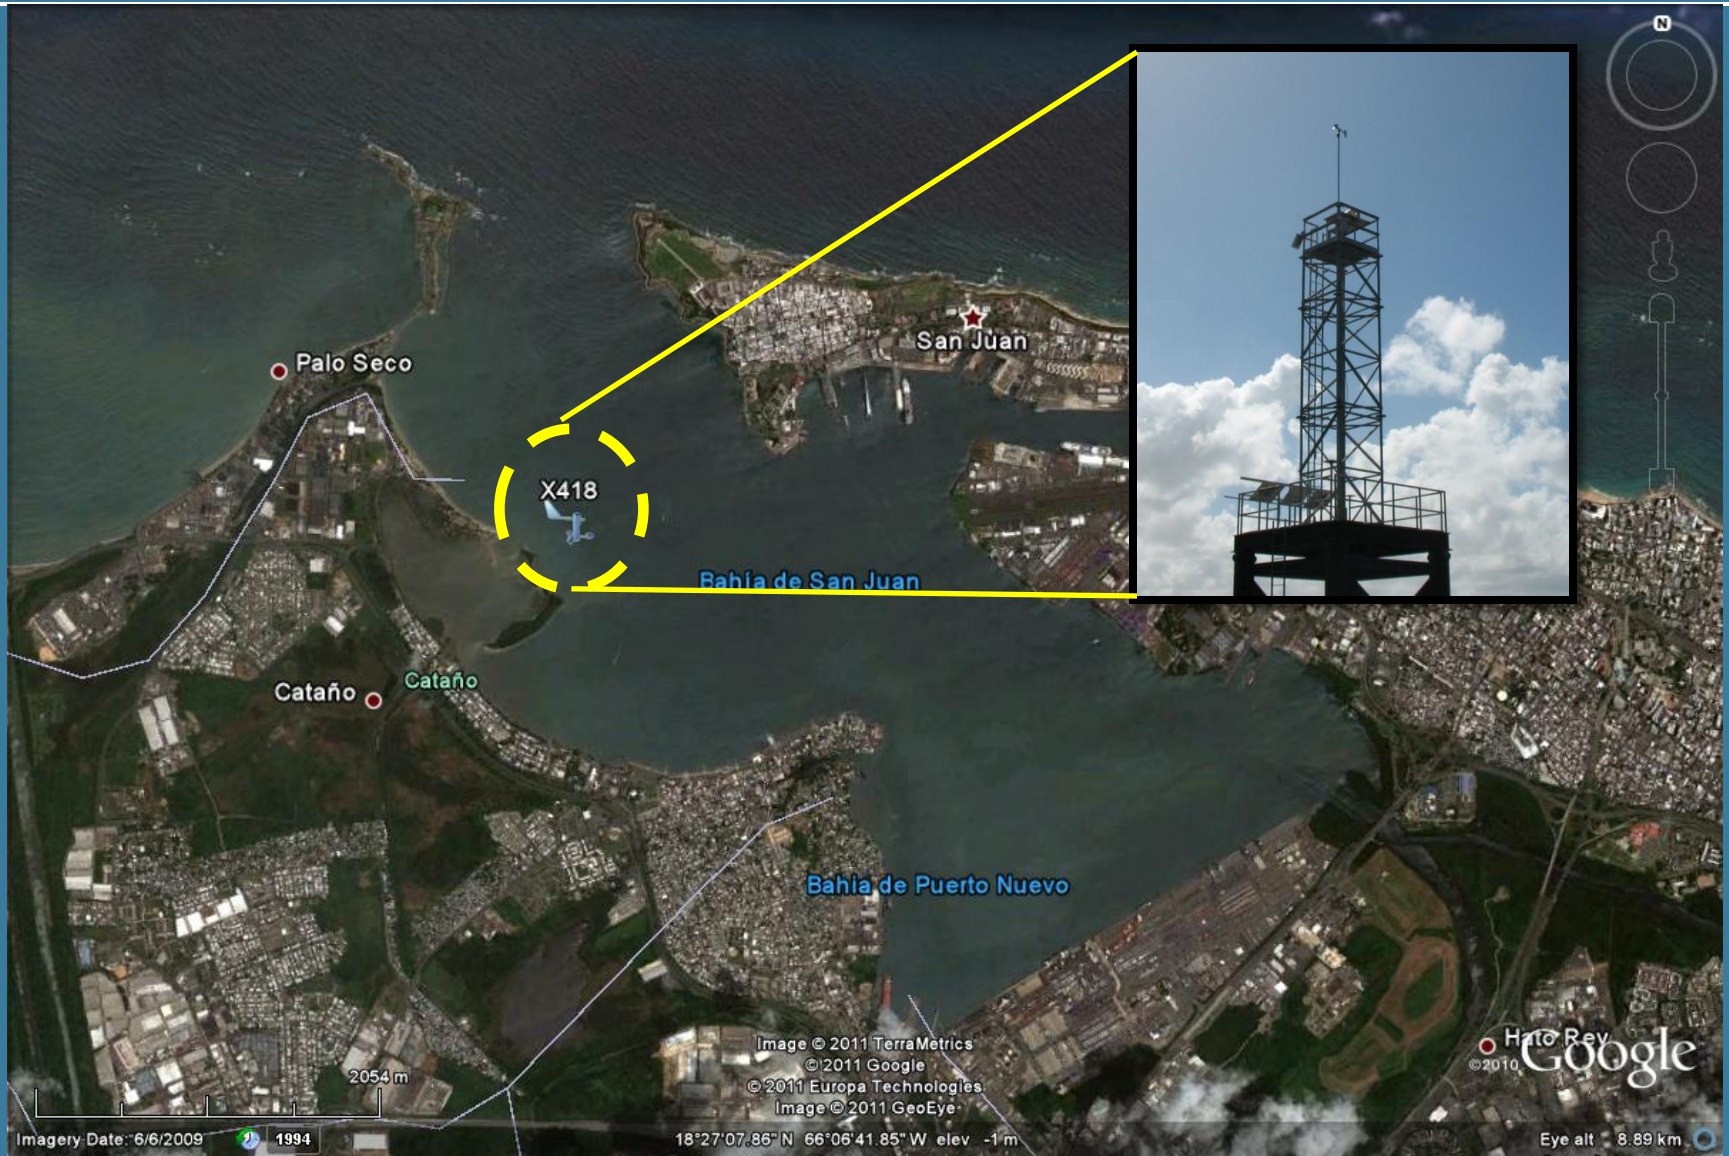 N
San Juan
Palo Seco
X418
Bahía de San Juan
Cataño
Cataño
Bahía de Puerto Nuevo
Hato Rey
Image © 2011 TerraMetrics
© 2011 Google
© 2011 Europa Technologies
Image © 2011 GeoEye
©2010 Google
2054 m
Imagery Date: 6/6/2009
1994
18°27'07.86" N 66°06'41.85" W elev -1 m
Eye alt 8.89 km